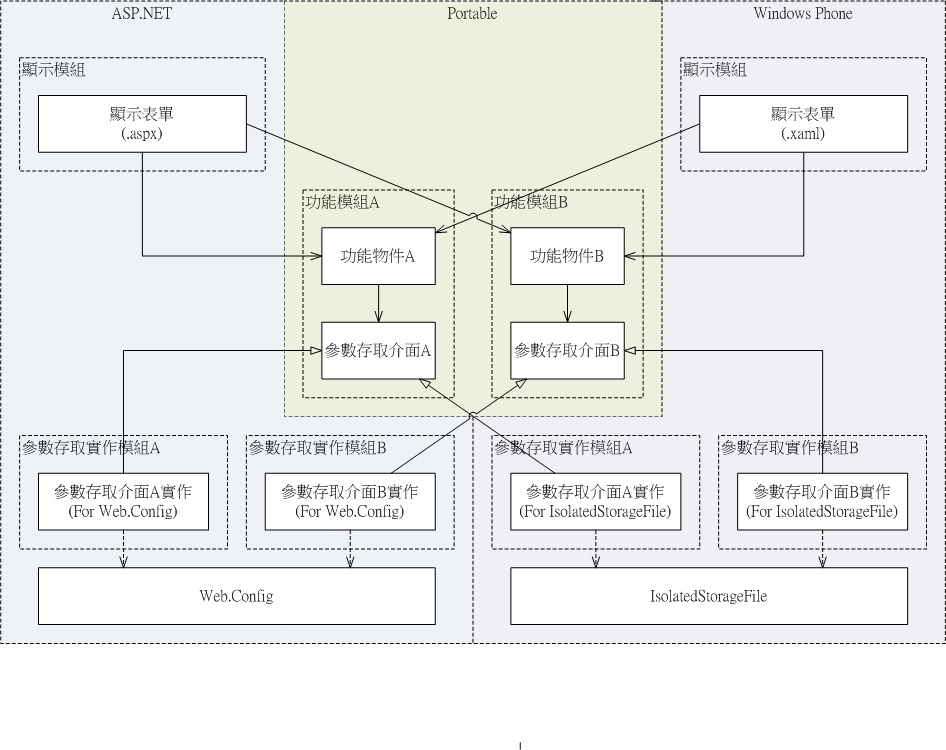 ASP.NET
Portable
Windows Phone
顯示模組
顯示模組
顯示表單
(.aspx)
顯示表單
(.xaml)
功能模組A
功能模組B
功能物件A
功能物件B
參數存取介面A
參數存取介面B
參數存取實作模組A
參數存取實作模組B
參數存取實作模組A
參數存取實作模組B
參數存取介面A實作
(For Web.Config)
參數存取介面B實作
(For Web.Config)
參數存取介面A實作
(For IsolatedStorageFile)
參數存取介面B實作
(For IsolatedStorageFile)
Web.Config
IsolatedStorageFile